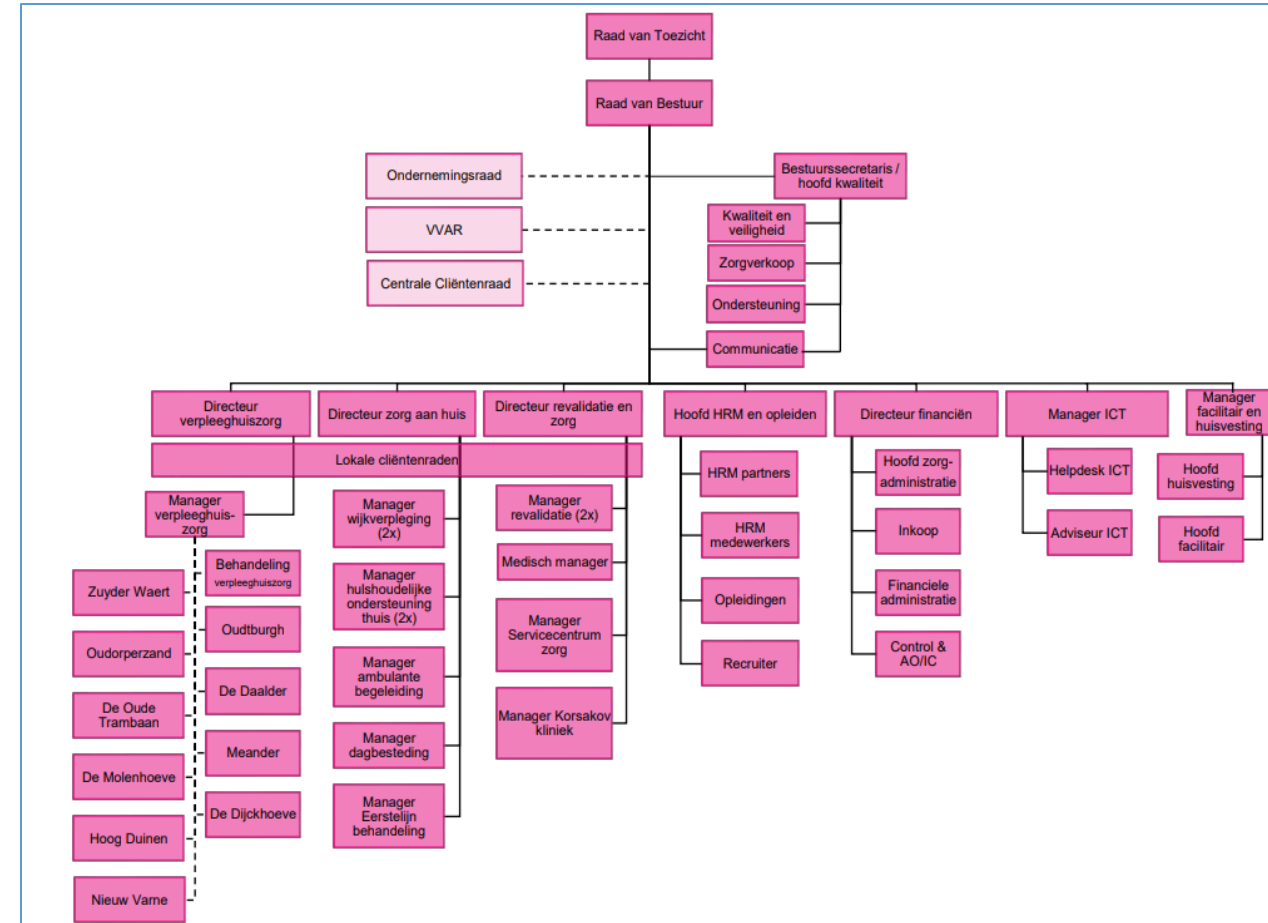 Raad van Toezicht
Raad van Bestuur
Ondernemingsraad
VVAR
Centrale Cliëntenraad
Bestuurssecretaris /
hoofd kwaliteit
Kwaliteit en
veiligheid
Zorgverkoop
Ondersteuning
Communicatie
Directeur
verpleeghuiszorg
Directeur zorg aan huis
Directeur revalidatie en
zorg
Hoofd HRM en opleiden
Directeur financiën
Manager ICT
Manager
facilitair en
huisvesting
Lokale cliëntenraden
Manager
verpleeghuis-
zorg
Zuyder Waert
Oudorperzand
De Oude
Trambaan
De Molenhoeve
Hoog Duinen
Nieuw Varne
Behandeling
verpleeghuiszorg
Oudtburgh
De Daalder
Meander
De Dijckhoeve
Manager
wijkverpleging
(2x)
Manager
hulshoudelijke
ondersteuning
thuis (2x)
Manager
ambulante
begeleiding
Manager
dagbesteding
Manager
Eerstelijn
behandeling
Manager
revalidatie (2x)
Medisch manager
Manager
Servicecentrum
zorg
Manager Korsakov
kliniek
HRM partners
HRM
medewerkers
Opleidingen
Recruiter
Hoofd zorg-
administratie
Inkoop
Financiele
administratie
Control &
AO/IC
Helpdesk ICT
Adviseur ICT
Hoofd
huisvesting
Hoofd
facilitair